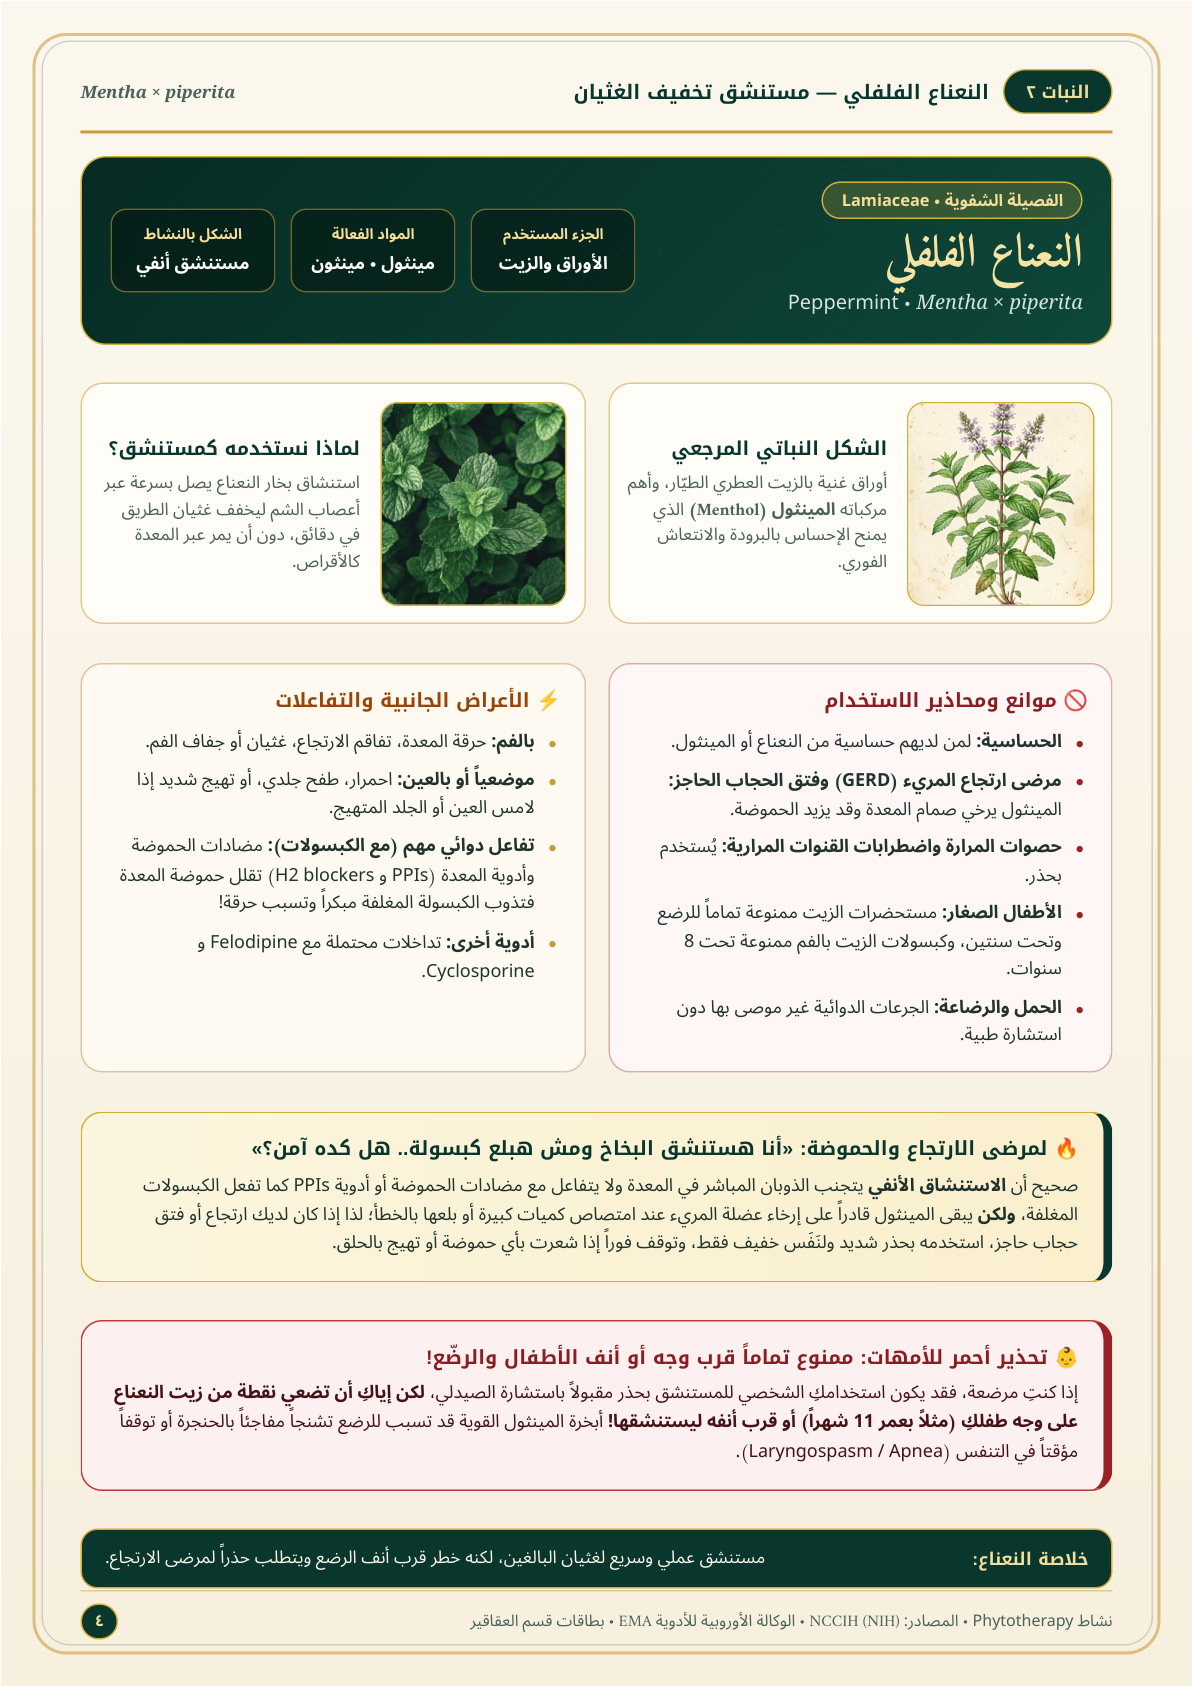 النبات ٢
النعناع الفلفلي — مستنشق تخفيف الغثيان
Mentha × piperita
الفصيلة الشفوية • Lamiaceae
النعناع الفلفلي
Peppermint • Mentha × piperita
الجزء المستخدم
الأوراق والزيت
المواد الفعالة
مينثول • مينثون
الشكل بالنشاط
مستنشق أنفي
الشكل النباتي المرجعي
أوراق غنية بالزيت العطري الطيّار، وأهم
مركباته المينثول (Menthol) الذي
يمنح الإحساس بالبرودة والانتعاش
الفوري.
لماذا نستخدمه كمستنشق؟
استنشاق بخار النعناع يصل بسرعة عبر
أعصاب الشم ليخفف غثيان الطريق
في دقائق، دون أن يمر عبر المعدة
كالأقراص.
🚫 موانع ومحاذير الاستخدام
• الحساسية: لمن لديهم حساسية من النعناع أو المينثول.
• مرضى ارتجاع المريء (GERD) وفتق الحجاب الحاجز:
المينثول يرخي صمام المعدة وقد يزيد الحموضة.
• حصوات المرارة واضطرابات القنوات المرارية: يُستخدم
بحذر.
• الأطفال الصغار: مستحضرات الزيت ممنوعة تماماً للرضع
وتحت سنتين، وكبسولات الزيت بالفم ممنوعة تحت 8
سنوات.
• الحمل والرضاعة: الجرعات الدوائية غير موصى بها دون
استشارة طبية.
⚡ الأعراض الجانبية والتفاعلات
• بالفم: حرقة المعدة، تفاقم الارتجاع، غثيان أو جفاف الفم.
• موضعياً أو بالعين: احمرار، طفح جلدي، أو تهيج شديد إذا
لامس العين أو الجلد المتهيج.
• تفاعل دوائي مهم (مع الكبسولات): مضادات الحموضة
وأدوية المعدة (PPIs و H2 blockers) تقلل حموضة المعدة
فتذوب الكبسولة المغلفة مبكراً وتسبب حرقة!
• أدوية أخرى: تداخلات محتملة مع Felodipine و
Cyclosporine.
🔥 لمرضى الارتجاع والحموضة: «أنا هستنشق البخاخ ومش هبلع كبسولة.. هل كده آمن؟»
صحيح أن الاستنشاق الأنفي يتجنب الذوبان المباشر في المعدة ولا يتفاعل مع مضادات الحموضة أو أدوية PPIs كما تفعل الكبسولات
المغلفة، ولكن يبقى المينثول قادراً على إرخاء عضلة المريء عند امتصاص كميات كبيرة أو بلعها بالخطأ؛ لذا إذا كان لديك ارتجاع أو فتق
حجاب حاجز، استخدمه بحذر شديد ولنَفَس خفيف فقط، وتوقف فوراً إذا شعرت بأي حموضة أو تهيج بالحلق.
👶 تحذير أحمر للأمهات: ممنوع تماماً قرب وجه أو أنف الأطفال والرضّع!
إذا كنتِ مرضعة، فقد يكون استخدامكِ الشخصي للمستنشق بحذر مقبولاً باستشارة الصيدلي، لكن إياكِ أن تضعي نقطة من زيت النعناع
على وجه طفلكِ (مثلاً بعمر 11 شهراً) أو قرب أنفه ليستنشقها! أبخرة المينثول القوية قد تسبب للرضع تشنجاً مفاجئاً بالحنجرة أو توقفاً
مؤقتاً في التنفس (Laryngospasm / Apnea).
خلاصة النعناع:
مستنشق عملي وسريع لغثيان البالغين، لكنه خطر قرب أنف الرضع ويتطلب حذراً لمرضى الارتجاع.
نشاط Phytotherapy • المصادر: NCCIH (NIH) • الوكالة الأوروبية للأدوية EMA • بطاقات قسم العقاقير
٤